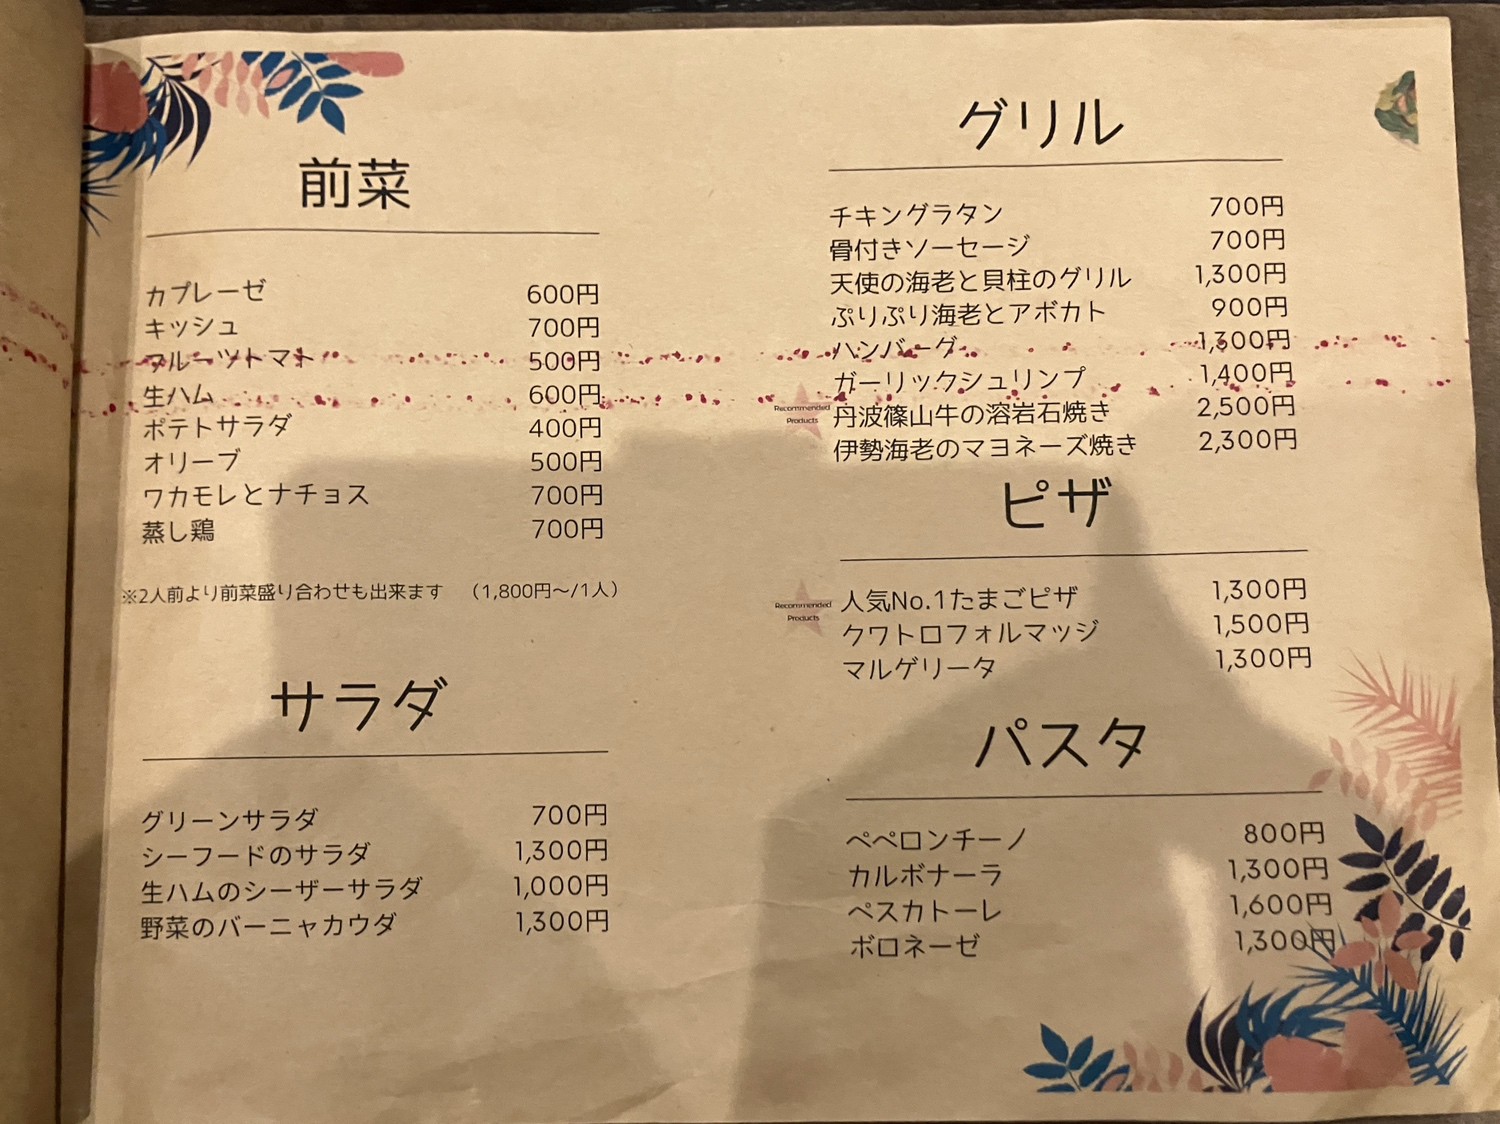 前菜
カプレーゼ 600円
キッシュ 700円
フルーツトマト 500円
生ハム 600円
ポテトサラダ 400円
オリーブ 500円
ワカモレとナチョス 700円
蒸し鶏 700円
※2人前より前菜盛り合わせも出来ます （1,800円〜/1人）
サラダ
グリーンサラダ 700円
シーフードのサラダ 1,300円
生ハムのシーザーサラダ 1,000円
野菜のバーニャカウダ 1,300円
グリル
チキングラタン 700円
骨付きソーセージ 700円
天使の海老と貝柱のグリル 1,300円
ぷりぷり海老とアボカト 900円
ハンバーグ 1,300円
ガーリックシュリンプ 1,400円
Recommended
Products
丹波篠山牛の溶岩石焼き 2,500円
伊勢海老のマヨネーズ焼き 2,300円
ピザ
Recommended
Products
人気No.1たまごピザ 1,300円
クワトロフォルマッジ 1,500円
マルゲリータ 1,300円
パスタ
ペペロンチーノ 800円
カルボナーラ 1,300円
ペスカトーレ 1,600円
ボロネーゼ 1,300円